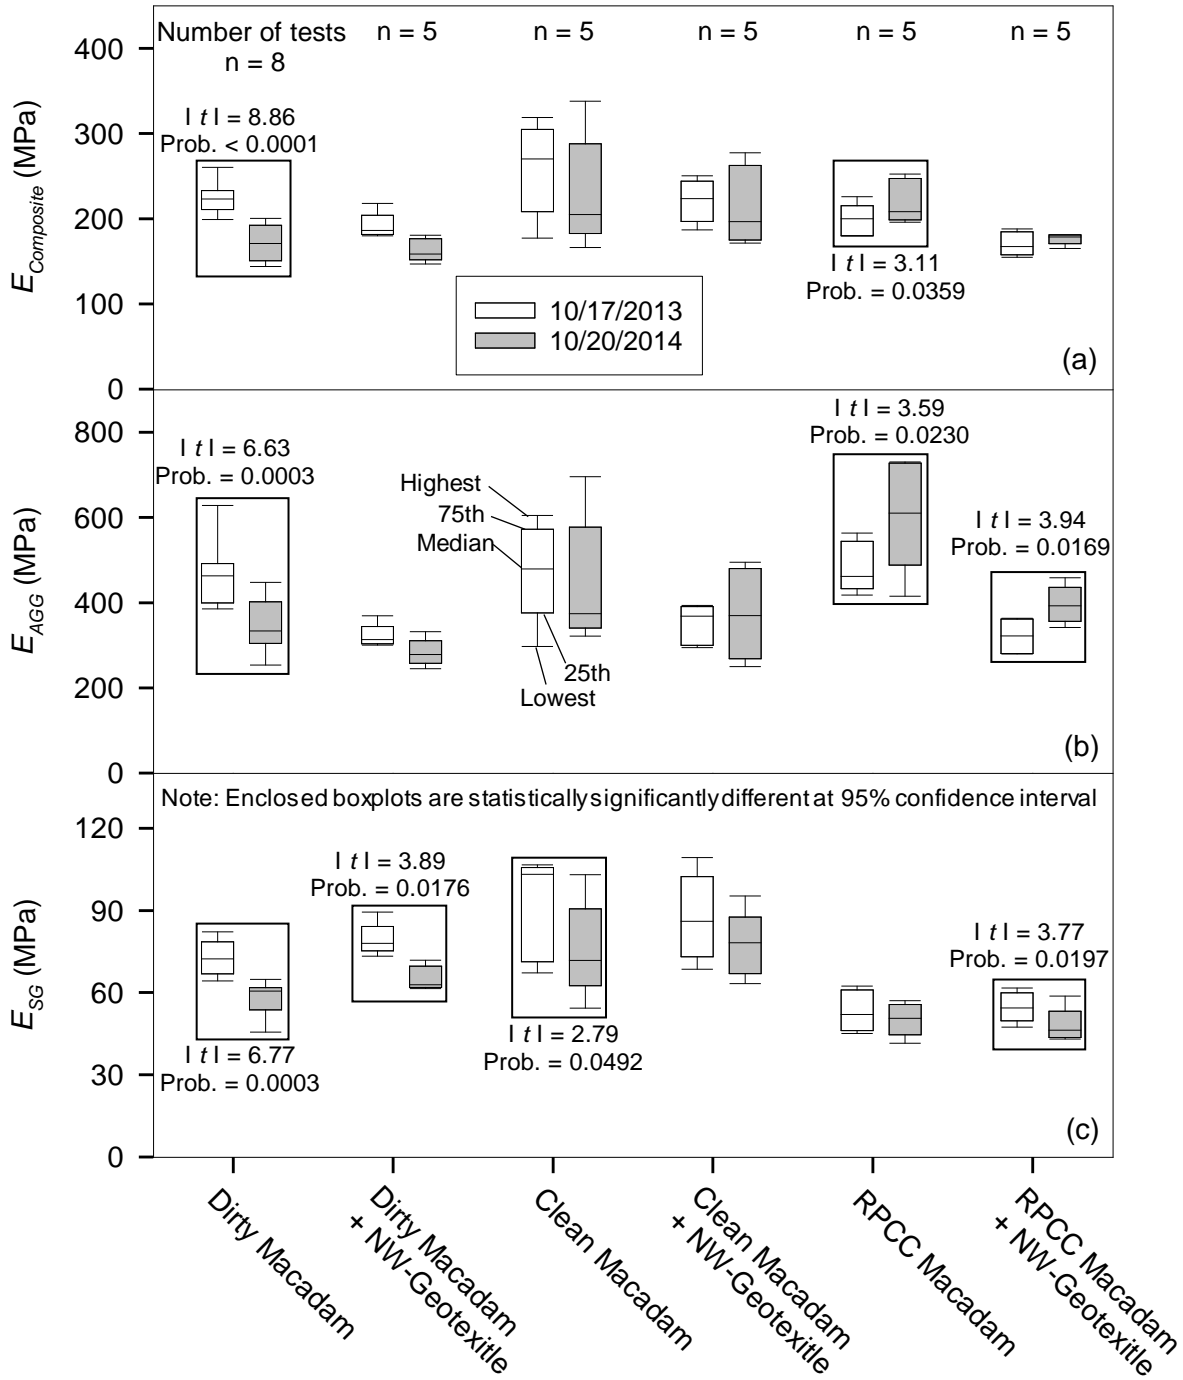 Number of tests
n = 8
n = 5
n = 5
n = 5
n = 5
n = 5
E_Composite (MPa)
400
300
200
100
0
I t I = 8.86
Prob. < 0.0001
I t I = 3.11
Prob. = 0.0359
10/17/2013
10/20/2014
(a)
E_AGG (MPa)
800
600
400
200
0
I t I = 6.63
Prob. = 0.0003
Highest
75th
Median
25th
Lowest
I t I = 3.59
Prob. = 0.0230
I t I = 3.94
Prob. = 0.0169
(b)
Note: Enclosed boxplots are statistically significantly different at 95% confidence interval
E_SG (MPa)
120
90
60
30
0
I t I = 6.77
Prob. = 0.0003
I t I = 3.89
Prob. = 0.0176
I t I = 2.79
Prob. = 0.0492
I t I = 3.77
Prob. = 0.0197
(c)
Dirty Macadam
Dirty Macadam
+ NW-Geotexitle
Clean Macadam
Clean Macadam
+ NW-Geotexitle
RPCC Macadam
RPCC Macadam
+ NW-Geotexitle